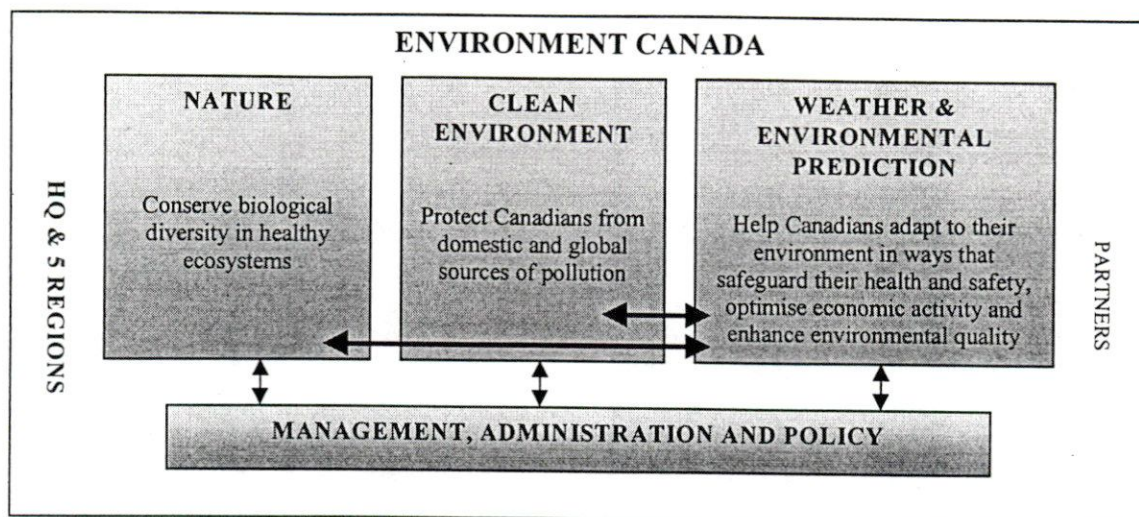 ENVIRONMENT CANADA
HQ & 5 REGIONS
NATURE
Conserve biological
diversity in healthy
ecosystems
CLEAN
ENVIRONMENT
Protect Canadians from
domestic and global
sources of pollution
WEATHER &
ENVIRONMENTAL
PREDICTION
Help Canadians adapt to their
environment in ways that
safeguard their health and safety,
optimise economic activity and
enhance environmental quality
PARTNERS
MANAGEMENT, ADMINISTRATION AND POLICY